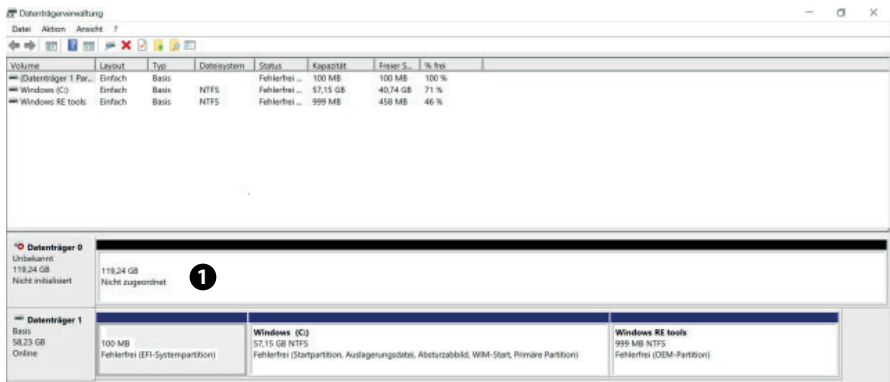 Datenträgerverwaltung
Datei Aktion Ansicht ?
Volume Layout Typ Dateisystem Status Kapazität Freier S... % frei
(Datenträger 1 Par... Einfach Basis Fehlerfrei ... 100 MB 100 MB 100 %
Windows (C:) Einfach Basis NTFS Fehlerfrei ... 57,15 GB 40,74 GB 71 %
Windows RE tools Einfach Basis NTFS Fehlerfrei ... 999 MB 458 MB 46 %
Datenträger 0
Unbekannt
119,24 GB
Nicht initialisiert
119,24 GB
Nicht zugeordnet
1
Datenträger 1
Basis
58,23 GB
Online
100 MB
Fehlerfrei (EFI-Systempartition)
Windows (C:)
57,15 GB NTFS
Fehlerfrei (Startpartition, Auslagerungsdatei, Absturzabbild, WIM-Start, Primäre Partition)
Windows RE tools
999 MB NTFS
Fehlerfrei (OEM-Partition)